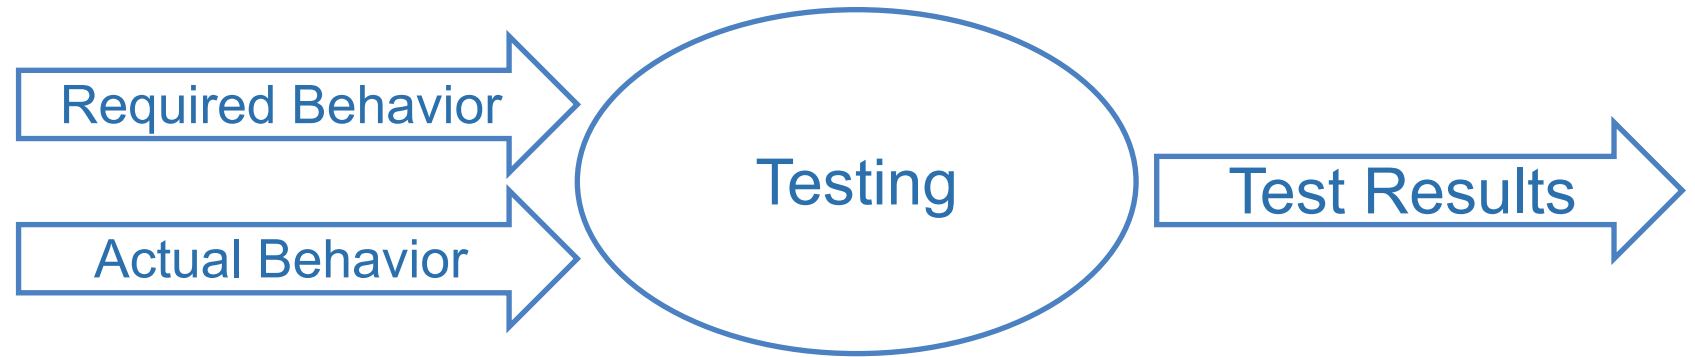 Required Behavior
Actual Behavior
Testing
Test Results